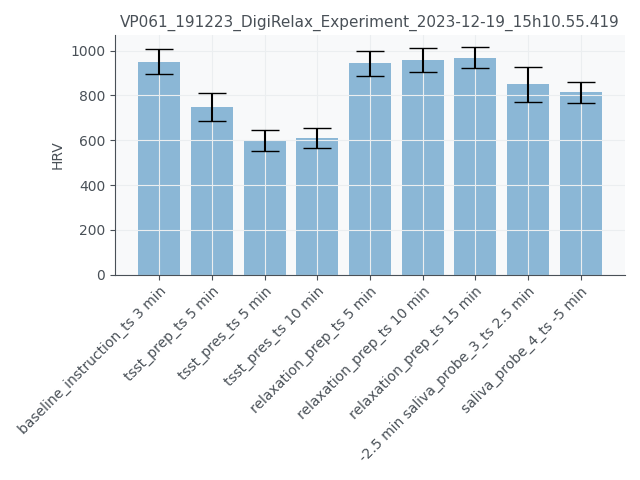 VP061_191223_DigiRelax_Experiment_2023-12-19_15h10.55.419
HRV
1000
800
600
400
200
0
baseline_instruction_ts 3 min
tsst_prep_ts 5 min
tsst_pres_ts 5 min
tsst_pres_ts 10 min
relaxation_prep_ts 5 min
relaxation_prep_ts 10 min
relaxation_prep_ts 15 min
-2.5 min saliva_probe_3_ts 2.5 min
saliva_probe_4_ts -5 min